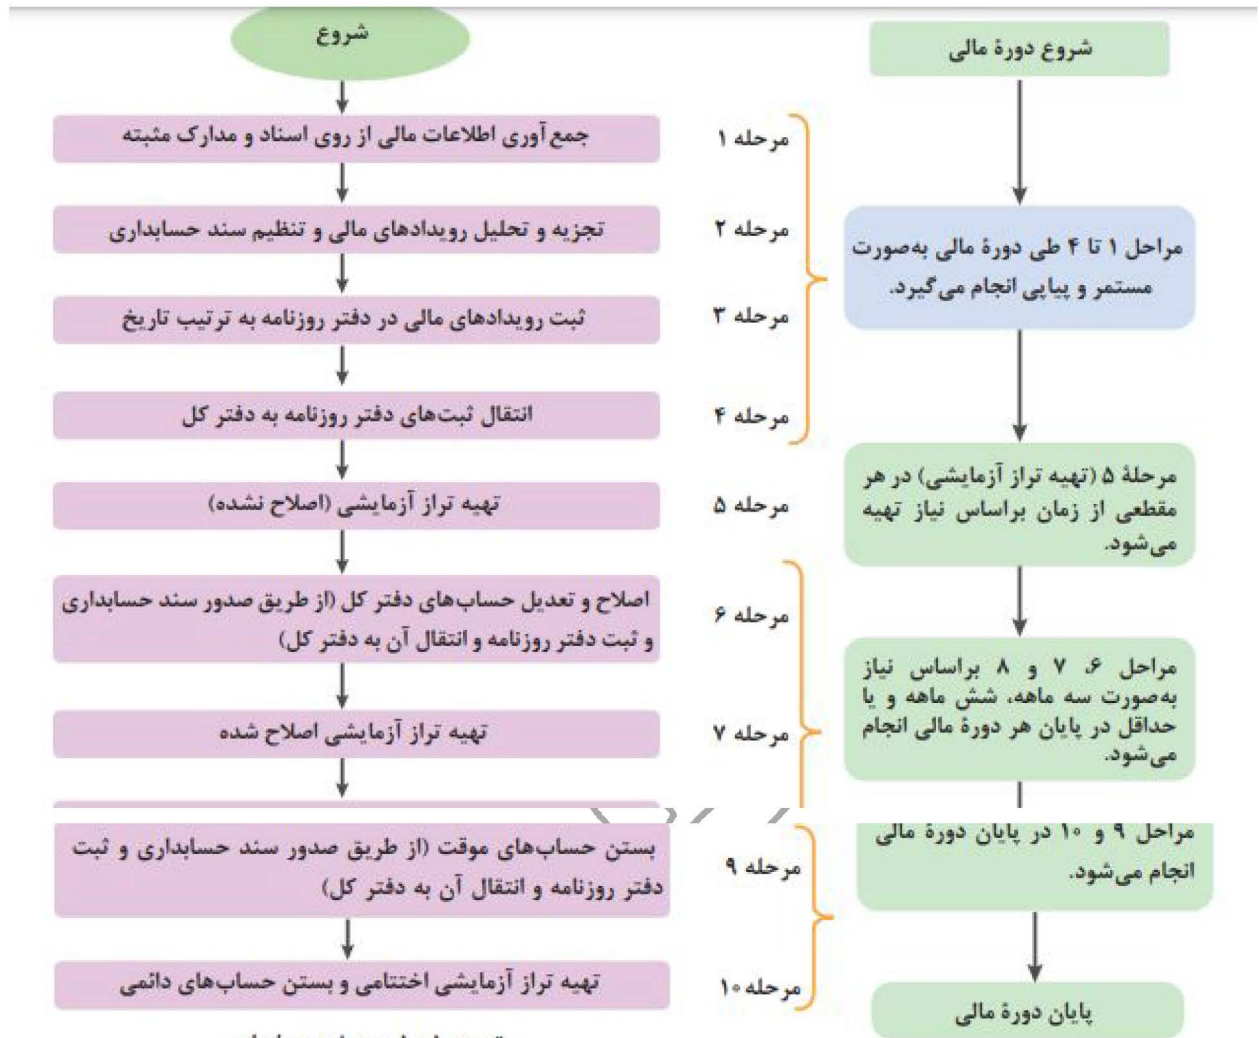 شروع
شروع دورهٔ مالی
جمع‌آوری اطلاعات مالی از روی اسناد و مدارک مثبته
مرحله ۱
تجزیه و تحلیل رویدادهای مالی و تنظیم سند حسابداری
مرحله ۲
ثبت رویدادهای مالی در دفتر روزنامه به ترتیب تاریخ
مرحله ۳
انتقال ثبت‌های دفتر روزنامه به دفتر کل
مرحله ۴
مراحل ۱ تا ۴ طی دورهٔ مالی به‌صورت
مستمر و پیاپی انجام می‌گیرد.
تهیه تراز آزمایشی (اصلاح نشده)
مرحله ۵
مرحلهٔ ۵ (تهیه تراز آزمایشی) در هر
مقطعی از زمان براساس نیاز تهیه
می‌شود.
اصلاح و تعدیل حساب‌های دفتر کل (از طریق صدور سند حسابداری
و ثبت دفتر روزنامه و انتقال آن به دفتر کل)
مرحله ۶
تهیه تراز آزمایشی اصلاح شده
مرحله ۷
مراحل ۶، ۷ و ۸ براساس نیاز
به‌صورت سه ماهه، شش ماهه و یا
حداقل در پایان هر دورهٔ مالی انجام
می‌شود.
بستن حساب‌های موقت (از طریق صدور سند حسابداری و ثبت
دفتر روزنامه و انتقال آن به دفتر کل)
مرحله ۹
مراحل ۹ و ۱۰ در پایان دورهٔ مالی
انجام می‌شود.
تهیه تراز آزمایشی اختتامی و بستن حساب‌های دائمی
مرحله ۱۰
پایان دورهٔ مالی